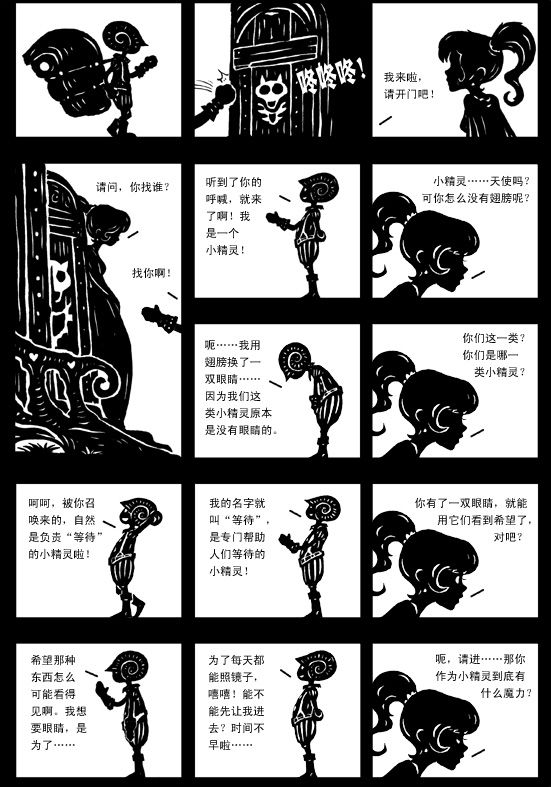 咚咚咚!
我来啦,
请开门吧!
请问,你找谁?
找你啊!
听到了你的
呼喊,就来
了啊!我
是一个
小精灵!
小精灵……天使吗?
可你怎么没有翅膀呢?
呃……我用
翅膀换了一
双眼睛……
因为我们这
类小精灵原本
是没有眼睛的。
你们这一类?
你们是哪一
类小精灵?
呵呵,被你召
唤来的,自然
是负责“等待”
的小精灵啦!
我的名字就
叫“等待”,
是专门帮助
人们等待的
小精灵!
你有了一双眼睛,就能
用它们看到希望了,
对吧?
希望那种
东西怎么
可能看得
见啊。我想
要眼睛,是
为了……
为了每天都
能照镜子,
嘻嘻!能不
能先让我进
去?时间不
早啦……
呃,请进……那你
作为小精灵到底有
什么魔力?